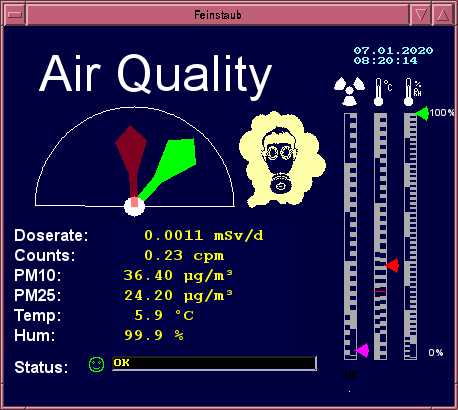 Feinstaub
07.01.2020
08:20:14
Air Quality
°C
%
RH
100%
Doserate: 0.0011 mSv/d
Counts: 0.23 cpm
PM10: 36.40 µg/m³
PM25: 24.20 µg/m³
Temp: 5.9 °C
Hum: 99.9 %
0%
Status: OK